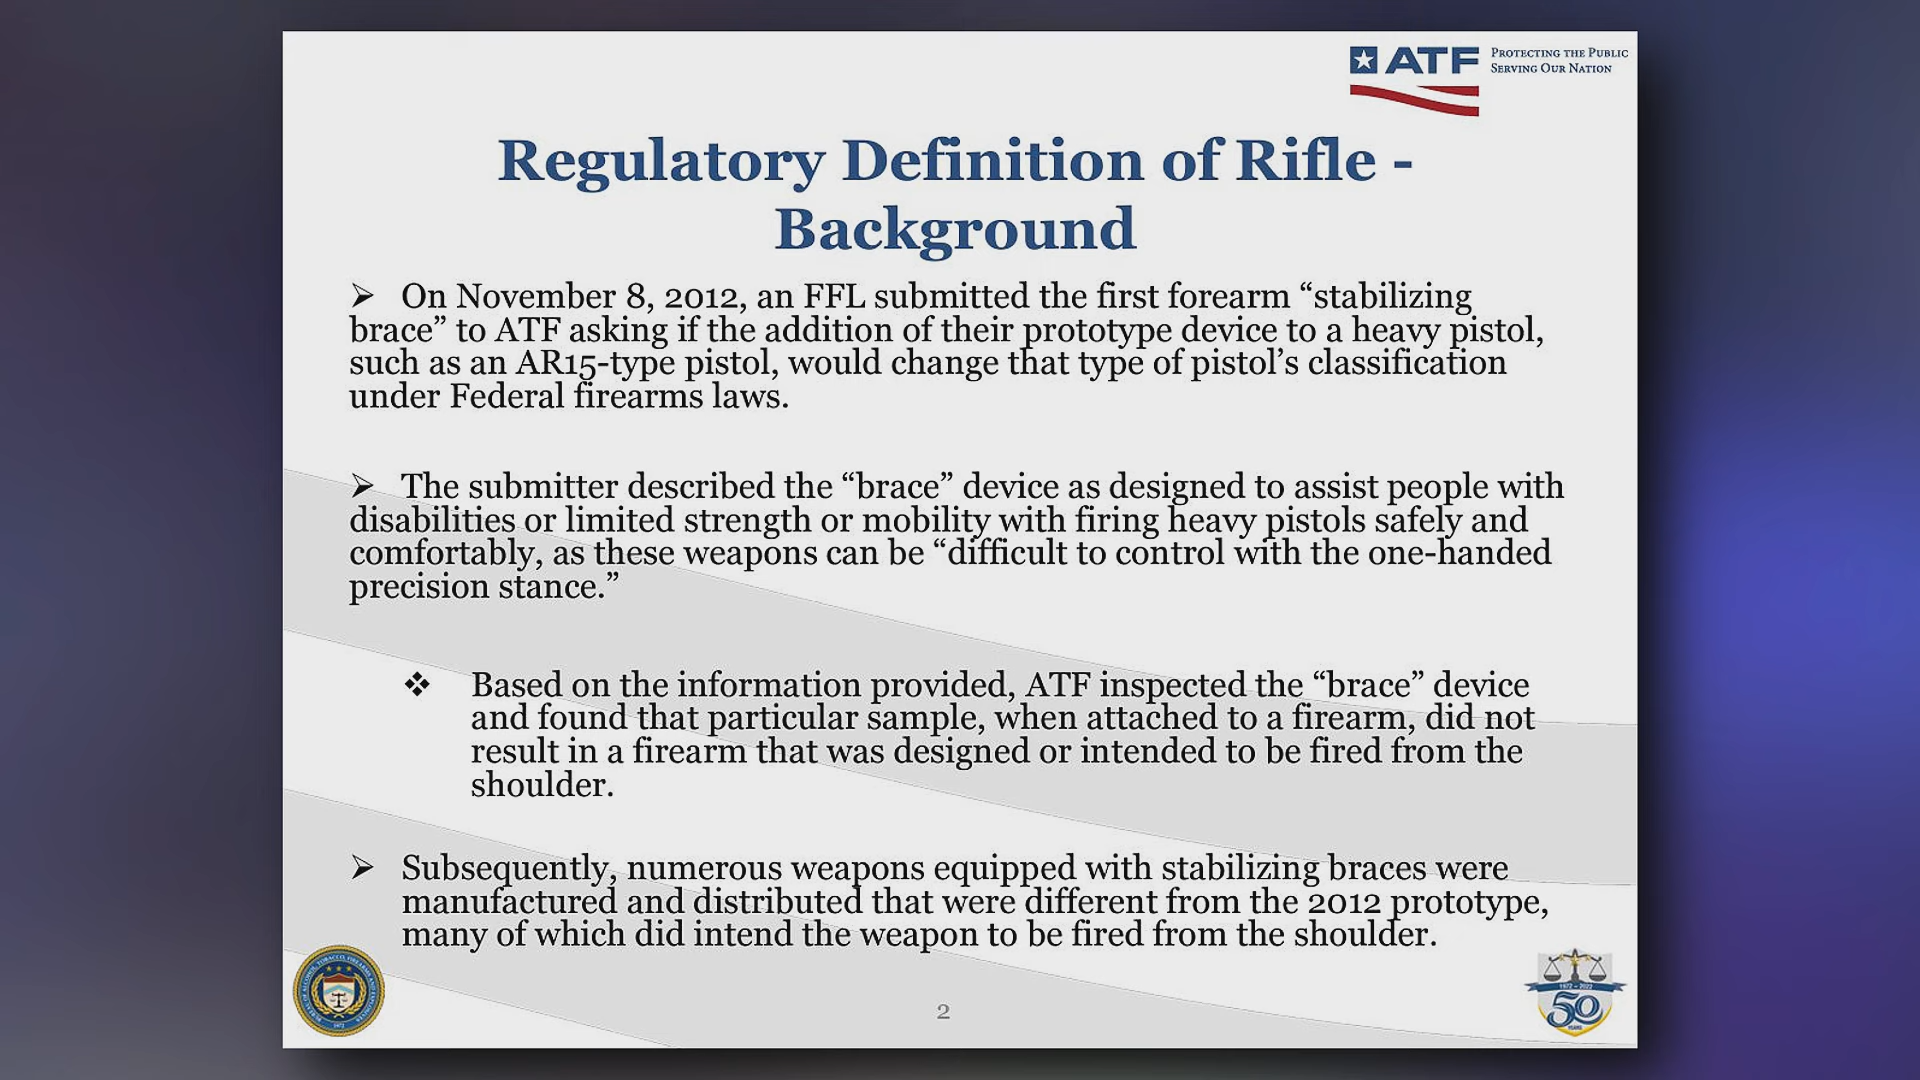 ATF
PROTECTING THE PUBLIC
SERVING OUR NATION
Regulatory Definition of Rifle -
Background
➢ On November 8, 2012, an FFL submitted the first forearm “stabilizing
brace” to ATF asking if the addition of their prototype device to a heavy pistol,
such as an AR15-type pistol, would change that type of pistol’s classification
under Federal firearms laws.
➢ The submitter described the “brace” device as designed to assist people with
disabilities or limited strength or mobility with firing heavy pistols safely and
comfortably, as these weapons can be “difficult to control with the one-handed
precision stance.”
❖ Based on the information provided, ATF inspected the “brace” device
and found that particular sample, when attached to a firearm, did not
result in a firearm that was designed or intended to be fired from the
shoulder.
➢ Subsequently, numerous weapons equipped with stabilizing braces were
manufactured and distributed that were different from the 2012 prototype,
many of which did intend the weapon to be fired from the shoulder.
1972
2
1972 - 2022
50
YEARS